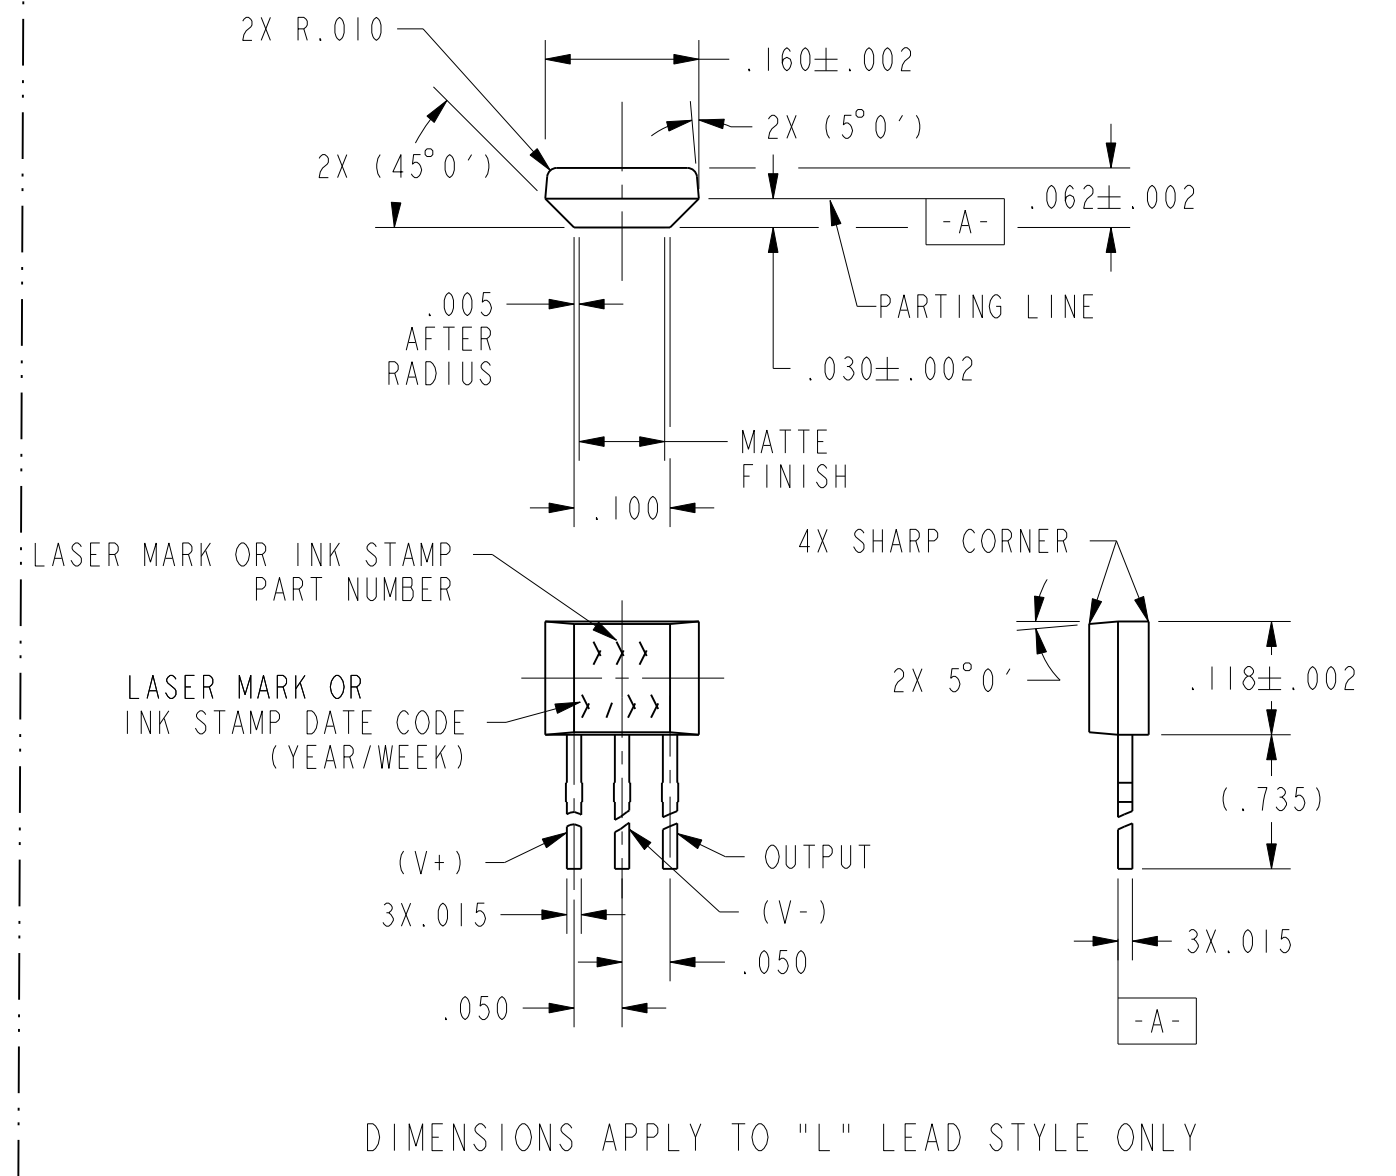 2X R.010
.160±.002
2X (5°0′)
2X (45°0′)
.062±.002
-A-
.005
AFTER
RADIUS
PARTING LINE
.030±.002
MATTE
FINISH
.100
LASER MARK OR INK STAMP
PART NUMBER
4X SHARP CORNER
LASER MARK OR
INK STAMP DATE CODE
(YEAR/WEEK)
2X 5°0′
.118±.002
(.735)
(V+)
OUTPUT
3X.015
(V-)
3X.015
.050
.050
-A-
DIMENSIONS APPLY TO "L" LEAD STYLE ONLY